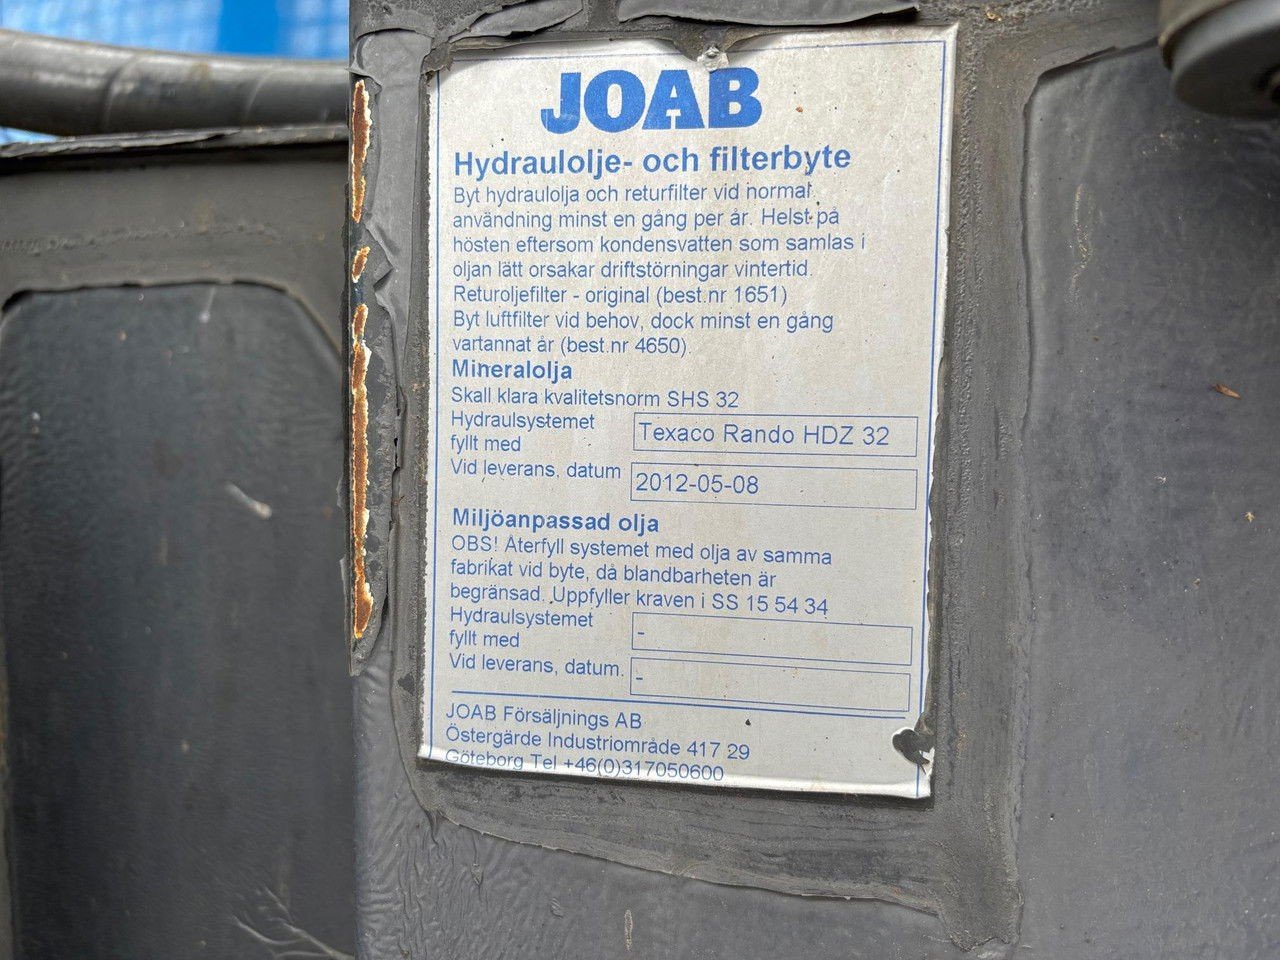 JOAB
Hydraulolje- och filterbyte
Byt hydraulolja och returfilter vid normal
användning minst en gång per år. Helst på
hösten eftersom kondensvatten som samlas i
oljan lätt orsakar driftstörningar vintertid.
Returoljefilter - original (best.nr 1651)
Byt luftfilter vid behov, dock minst en gång
vartannat år (best.nr 4650).
Mineralolja
Skall klara kvalitetsnorm SHS 32
Hydraulsystemet
fyllt med
Texaco Rando HDZ 32
Vid leverans, datum
2012-05-08
Miljöanpassad olja
OBS! Återfyll systemet med olja av samma
fabrikat vid byte, då blandbarheten är
begränsad. Uppfyller kraven i SS 15 54 34
Hydraulsystemet
fyllt med
-
Vid leverans, datum.
-
JOAB Försäljnings AB
Östergärde Industriområde 417 29
Göteborg Tel +46(0)317050600